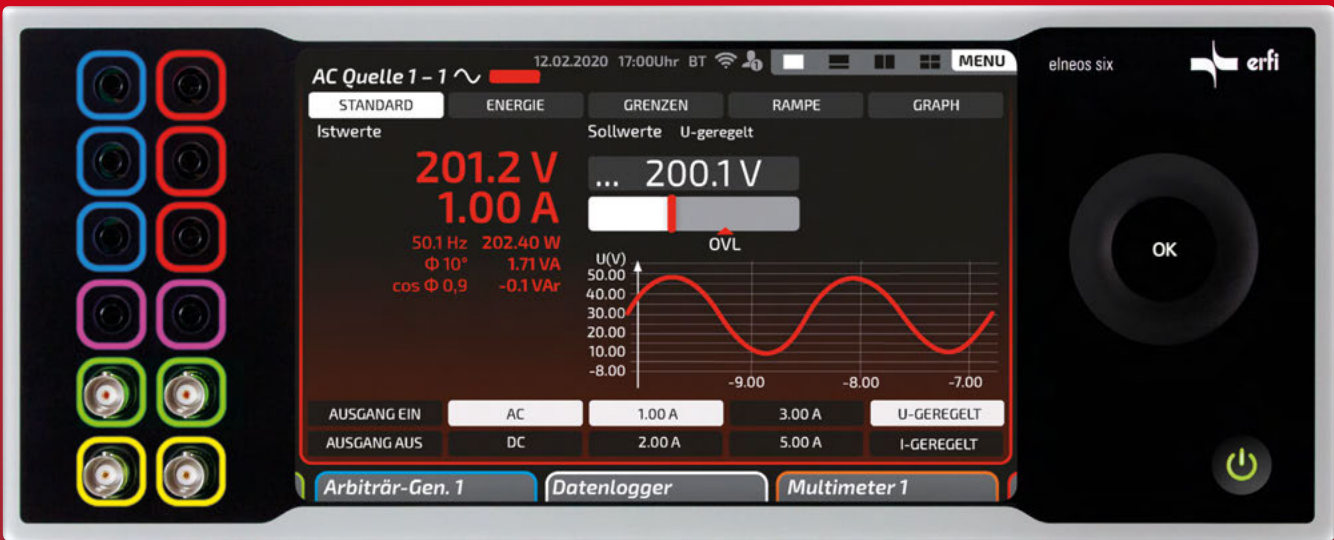 12.02.2020 17:00Uhr BT 1 MENU
AC Quelle 1 – 1
STANDARD ENERGIE GRENZEN RAMPE GRAPH
Istwerte
201.2 V
1.00 A
50.1 Hz 202.40 W
Φ 10° 1.71 VA
cos Φ 0,9 -0.1 VAr
Sollwerte U-geregelt
... 200.1 V
OVL
U(V)
50.00
40.00
30.00
20.00
10.00
-8.00
-9.00 -8.00 -7.00
AUSGANG EIN AC 1.00 A 3.00 A U-GEREGELT
AUSGANG AUS DC 2.00 A 5.00 A I-GEREGELT
Arbiträr-Gen. 1 Datenlogger Multimeter 1
elneos six erfi
OK